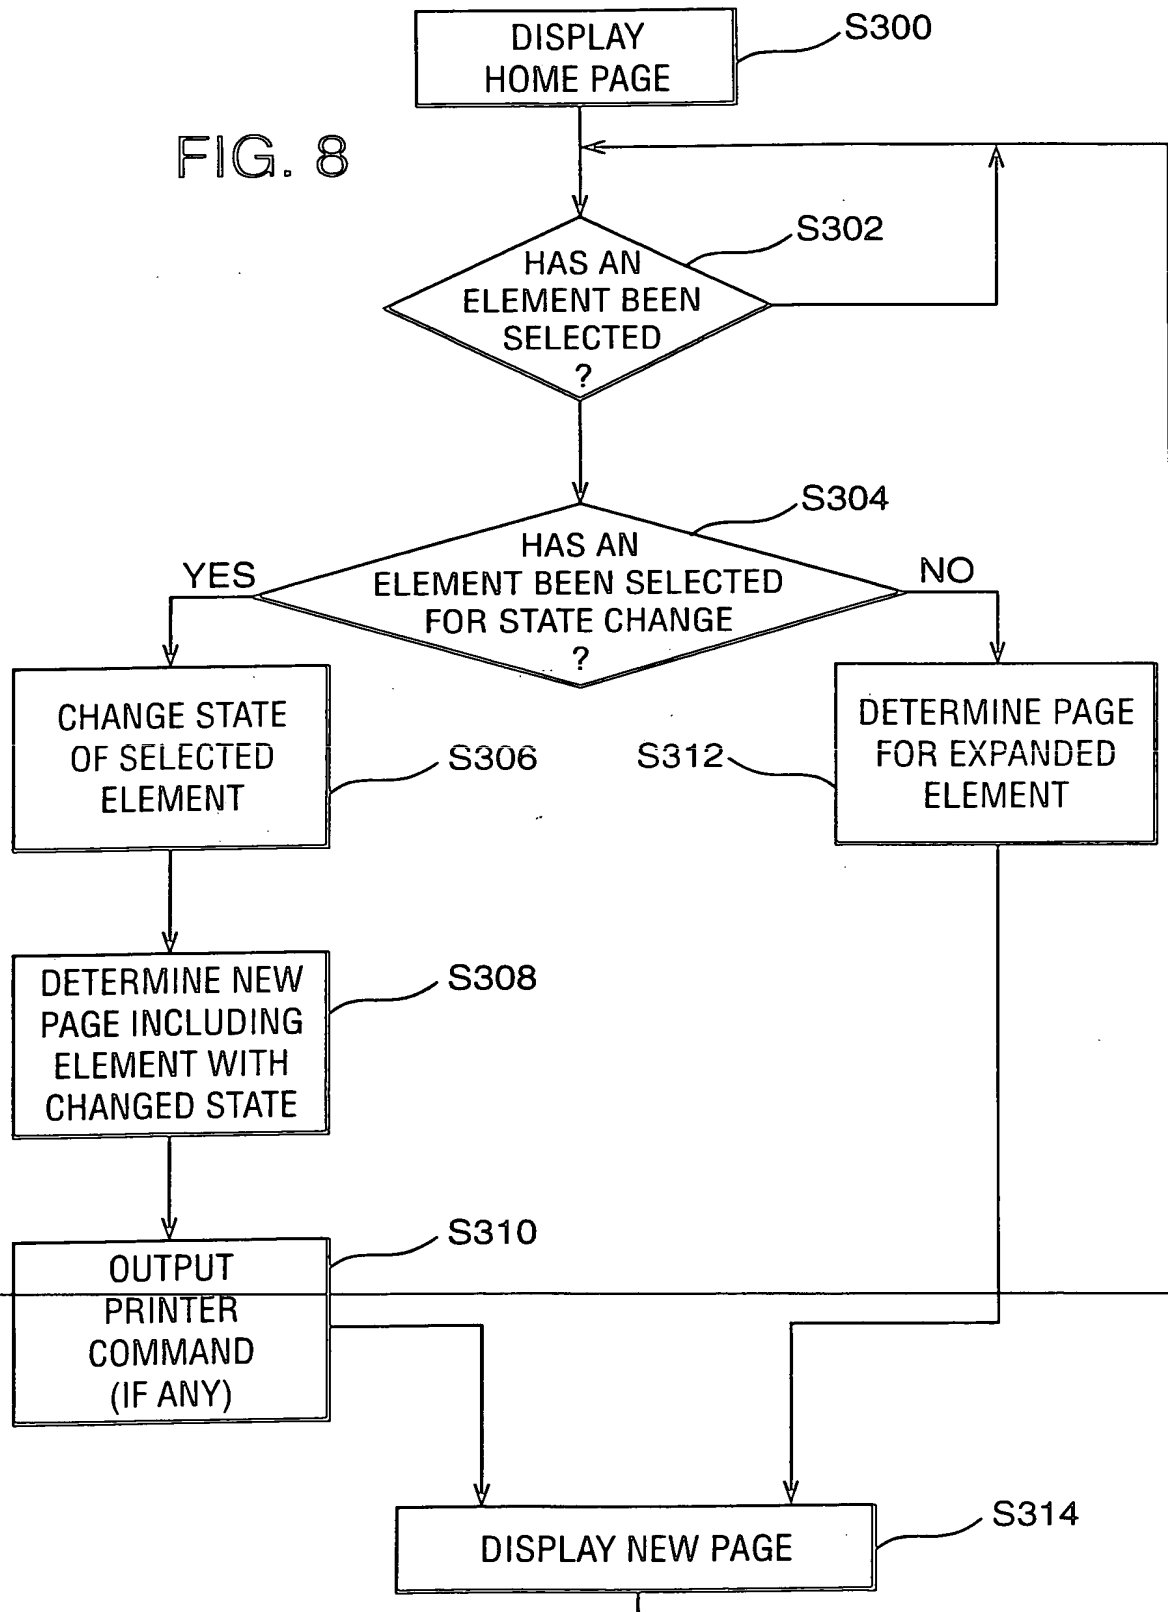 DISPLAY
HOME PAGE
S300
FIG. 8
S302
HAS AN
ELEMENT BEEN
SELECTED
?
S304
HAS AN
ELEMENT BEEN SELECTED
FOR STATE CHANGE
?
YES
NO
CHANGE STATE
OF SELECTED
ELEMENT
S306
S312
DETERMINE PAGE
FOR EXPANDED
ELEMENT
DETERMINE NEW
PAGE INCLUDING
ELEMENT WITH
CHANGED STATE
S308
OUTPUT
PRINTER
COMMAND
(IF ANY)
S310
DISPLAY NEW PAGE
S314